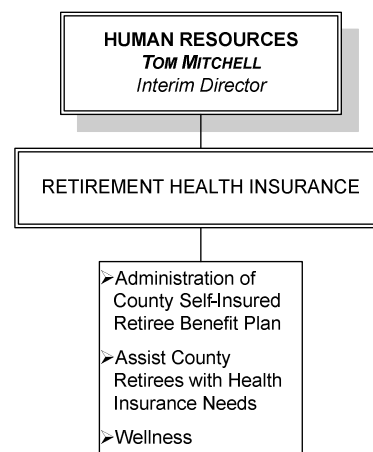 HUMAN RESOURCES
TOM MITCHELL
Interim Director
RETIREMENT HEALTH INSURANCE
➢Administration of
County Self-Insured
Retiree Benefit Plan
➢Assist County
Retirees with Health
Insurance Needs
➢Wellness